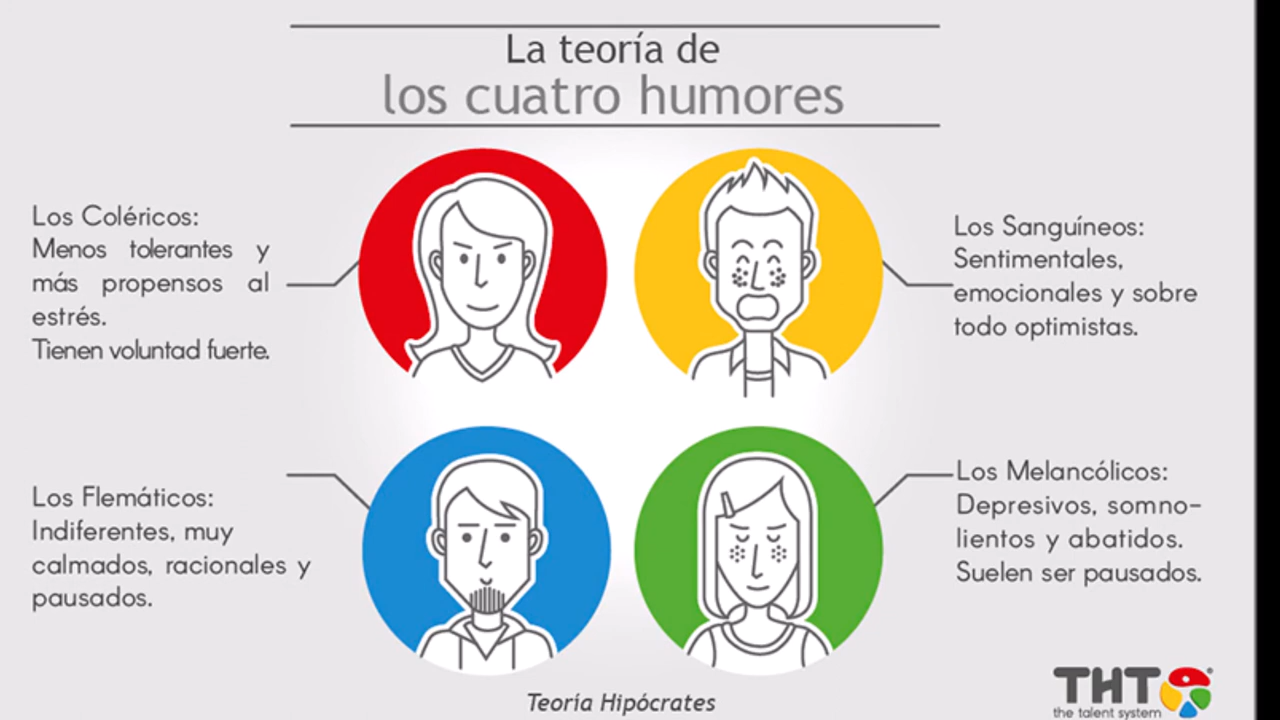 La teoría de
los cuatro humores
Los Coléricos:
Menos tolerantes y
más propensos al
estrés.
Tienen voluntad fuerte.
Los Sanguíneos:
Sentimentales,
emocionales y sobre
todo optimistas.
Los Flemáticos:
Indiferentes, muy
calmados, racionales y
pausados.
Los Melancólicos:
Depresivos, somno-
lientos y abatidos.
Suelen ser pausados.
Teoría Hipócrates
THT
the talent system